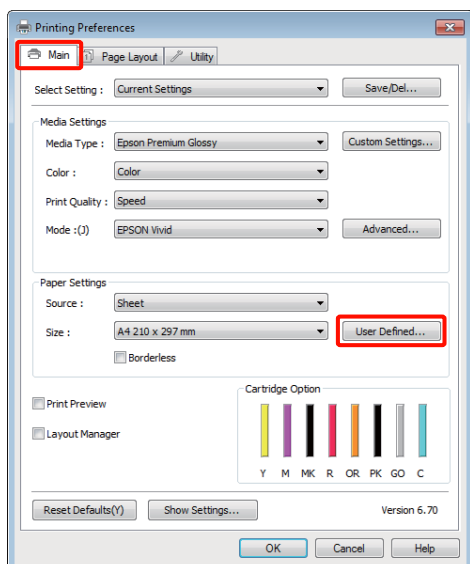 Printing Preferences
Main
Page Layout
Utility
Select Setting :
Current Settings
Save/Del...
Media Settings
Media Type :
Epson Premium Glossy
Custom Settings...
Color :
Color
Print Quality :
Speed
Mode :(J)
EPSON Vivid
Advanced...
Paper Settings
Source :
Sheet
Size :
A4 210 x 297 mm
User Defined...
Borderless
Print Preview
Layout Manager
Cartridge Option
Y M MK R OR PK GO C
Reset Defaults(Y)
Show Settings...
Version 6.70
OK
Cancel
Help